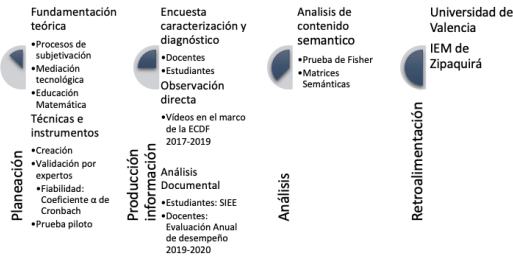 Planeación
Fundamentación
teórica
•Procesos de
subjetivación
•Mediación
tecnológica
•Educación
Matemática
Técnicas e
instrumentos
•Creación
•Validación por
expertos
•Fiabilidad:
Coeficiente α de
Cronbach
•Prueba piloto
Producción
información
Encuesta
caracterización y
diagnóstico
•Docentes
•Estudiantes
Observación
directa
•Vídeos en el marco
de la ECDF
2017-2019
Análisis
Documental
•Estudiantes: SIEE
•Docentes:
Evaluación Anual
de desempeño
2019-2020
Análisis
Analisis de
contenido
semantico
•Prueba de Fisher
•Matrices
Semánticas
Retroalimentación
Universidad de
Valencia
IEM de
Zipaquirá